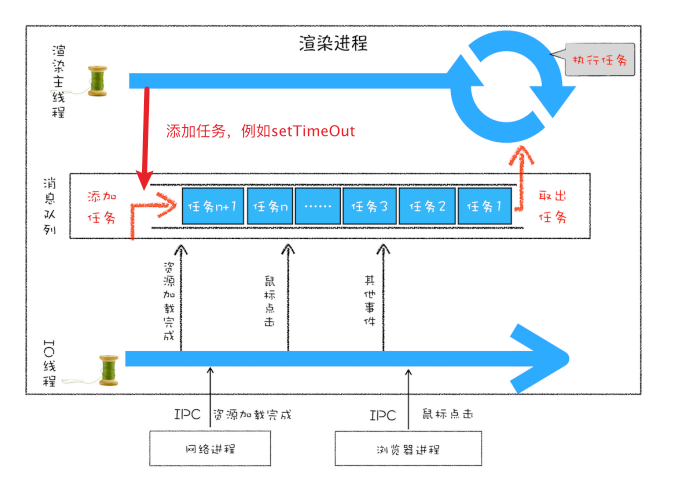 渲染进程
渲染主线程
执行任务
添加任务，例如setTimeOut
消息队列
添加
任务
任务n+1
任务n
······
任务3
任务2
任务1
取出
任务
资源加载完成
鼠标点击
其他事件
IO线程
IPC 资源加载完成
IPC 鼠标点击
网络进程
浏览器进程